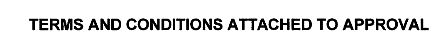 TERMS AND CONDITIONS ATTACHED TO APPROVAL